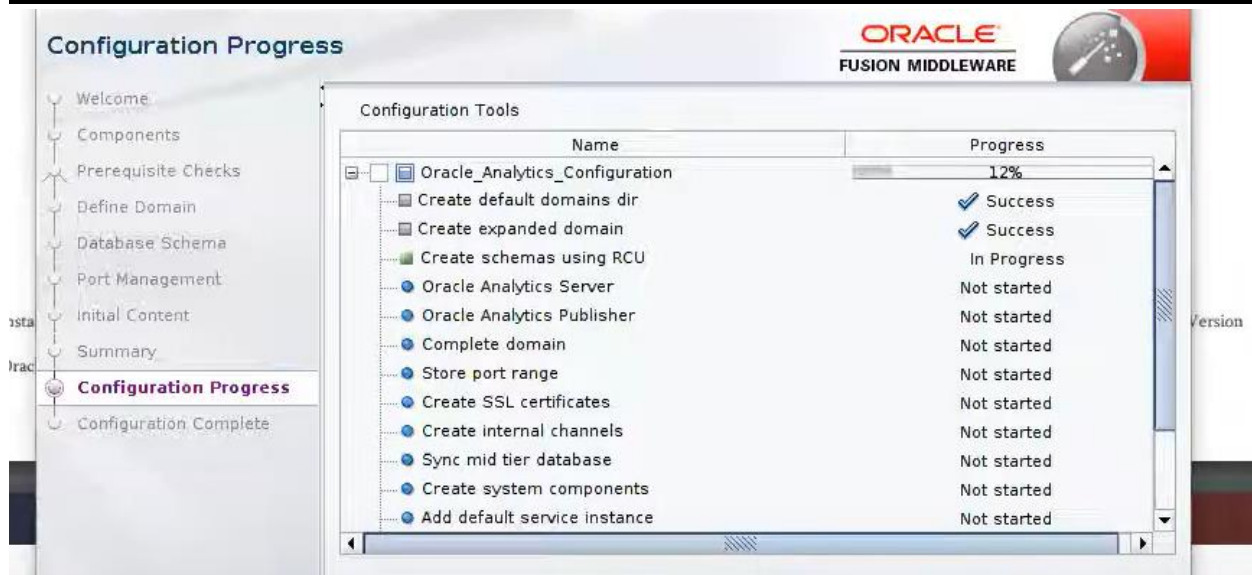 Configuration Progress
ORACLE
FUSION MIDDLEWARE
Welcome
Components
Prerequisite Checks
Define Domain
Database Schema
Port Management
Initial Content
Summary
Configuration Progress
Configuration Complete
Configuration Tools
Name Progress
Oracle_Analytics_Configuration 12%
Create default domains dir Success
Create expanded domain Success
Create schemas using RCU In Progress
Oracle Analytics Server Not started
Oracle Analytics Publisher Not started
Complete domain Not started
Store port range Not started
Create SSL certificates Not started
Create internal channels Not started
Sync mid tier database Not started
Create system components Not started
Add default service instance Not started
Version